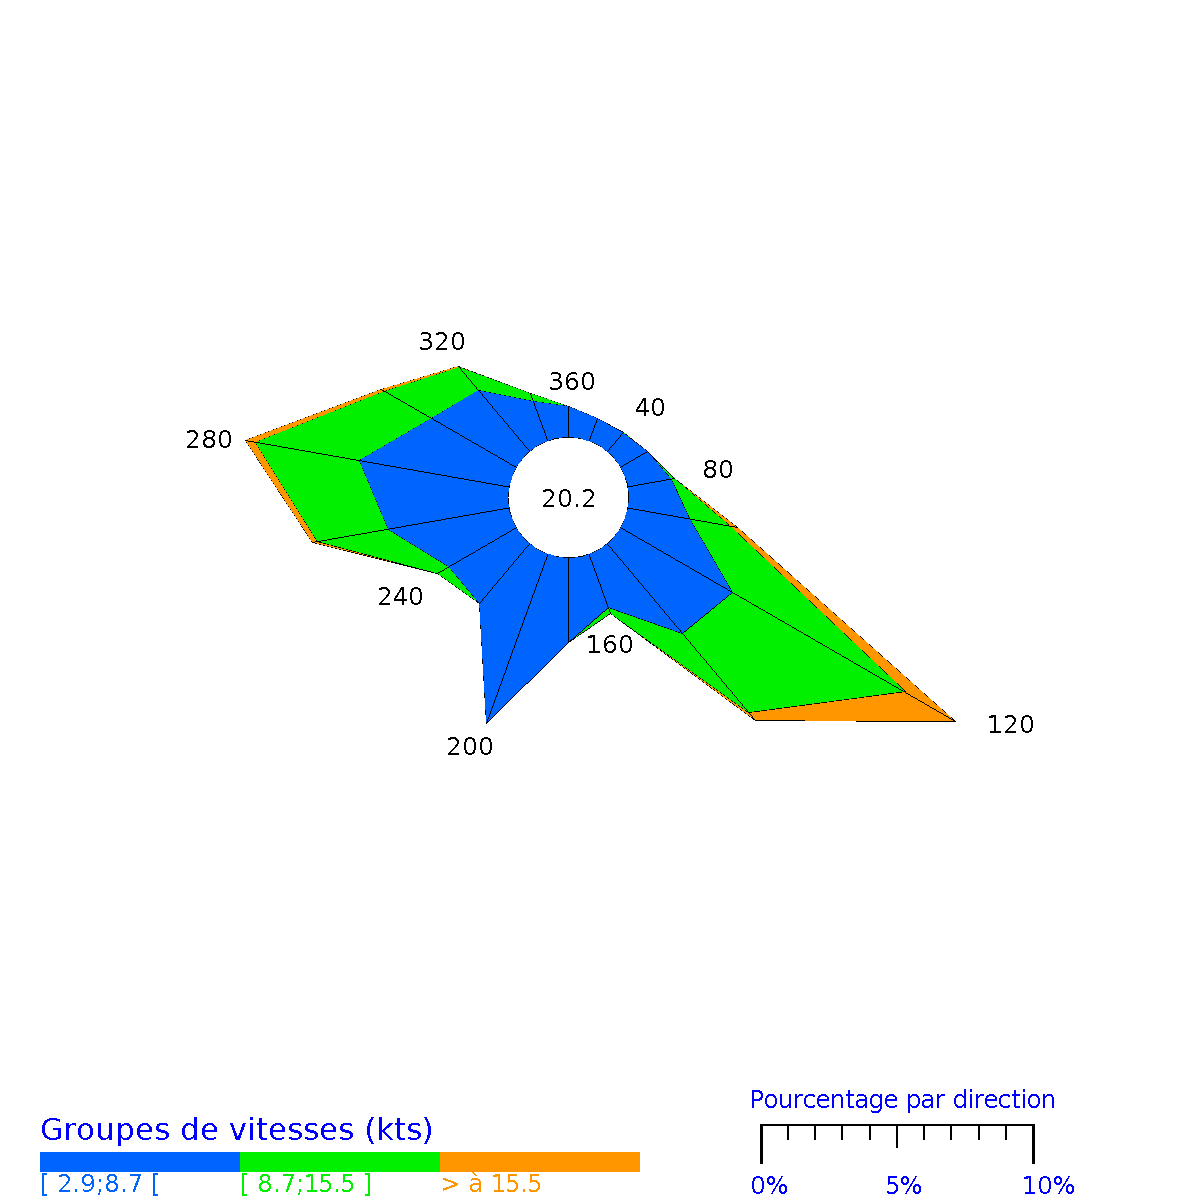 320
360
40
280
80
20.2
240
160
200
120
Pourcentage par direction
0% 5% 10%
Groupes de vitesses (kts)
[ 2.9;8.7 [ [ 8.7;15.5 ] > à 15.5